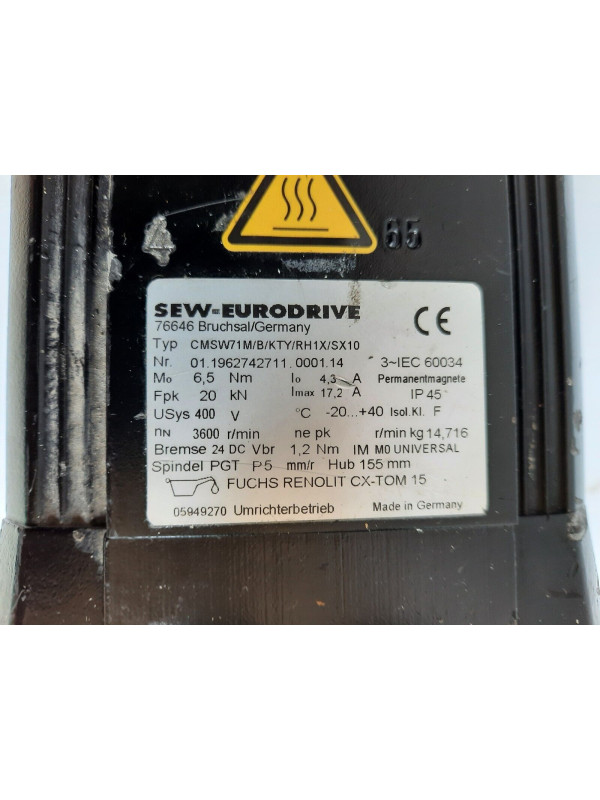 65
SEW-EURODRIVE
76646 Bruchsal/Germany
CE
Typ CMSW71M/B/KTY/RH1X/SX10
Nr. 01.1962742711.0001.14 3~IEC 60034
Mo 6,5 Nm Io 4,3 A Permanentmagnete
Fpk 20 kN Imax 17,2 A IP 45
USys 400 V °C -20...+40 Isol.Kl. F
nN 3600 r/min ne pk r/min kg 14,716
Bremse 24 DC Vbr 1,2 Nm IM M0 UNIVERSAL
Spindel PGT P5 mm/r Hub 155 mm
FUCHS RENOLIT CX-TOM 15
05949270 Umrichterbetrieb Made in Germany